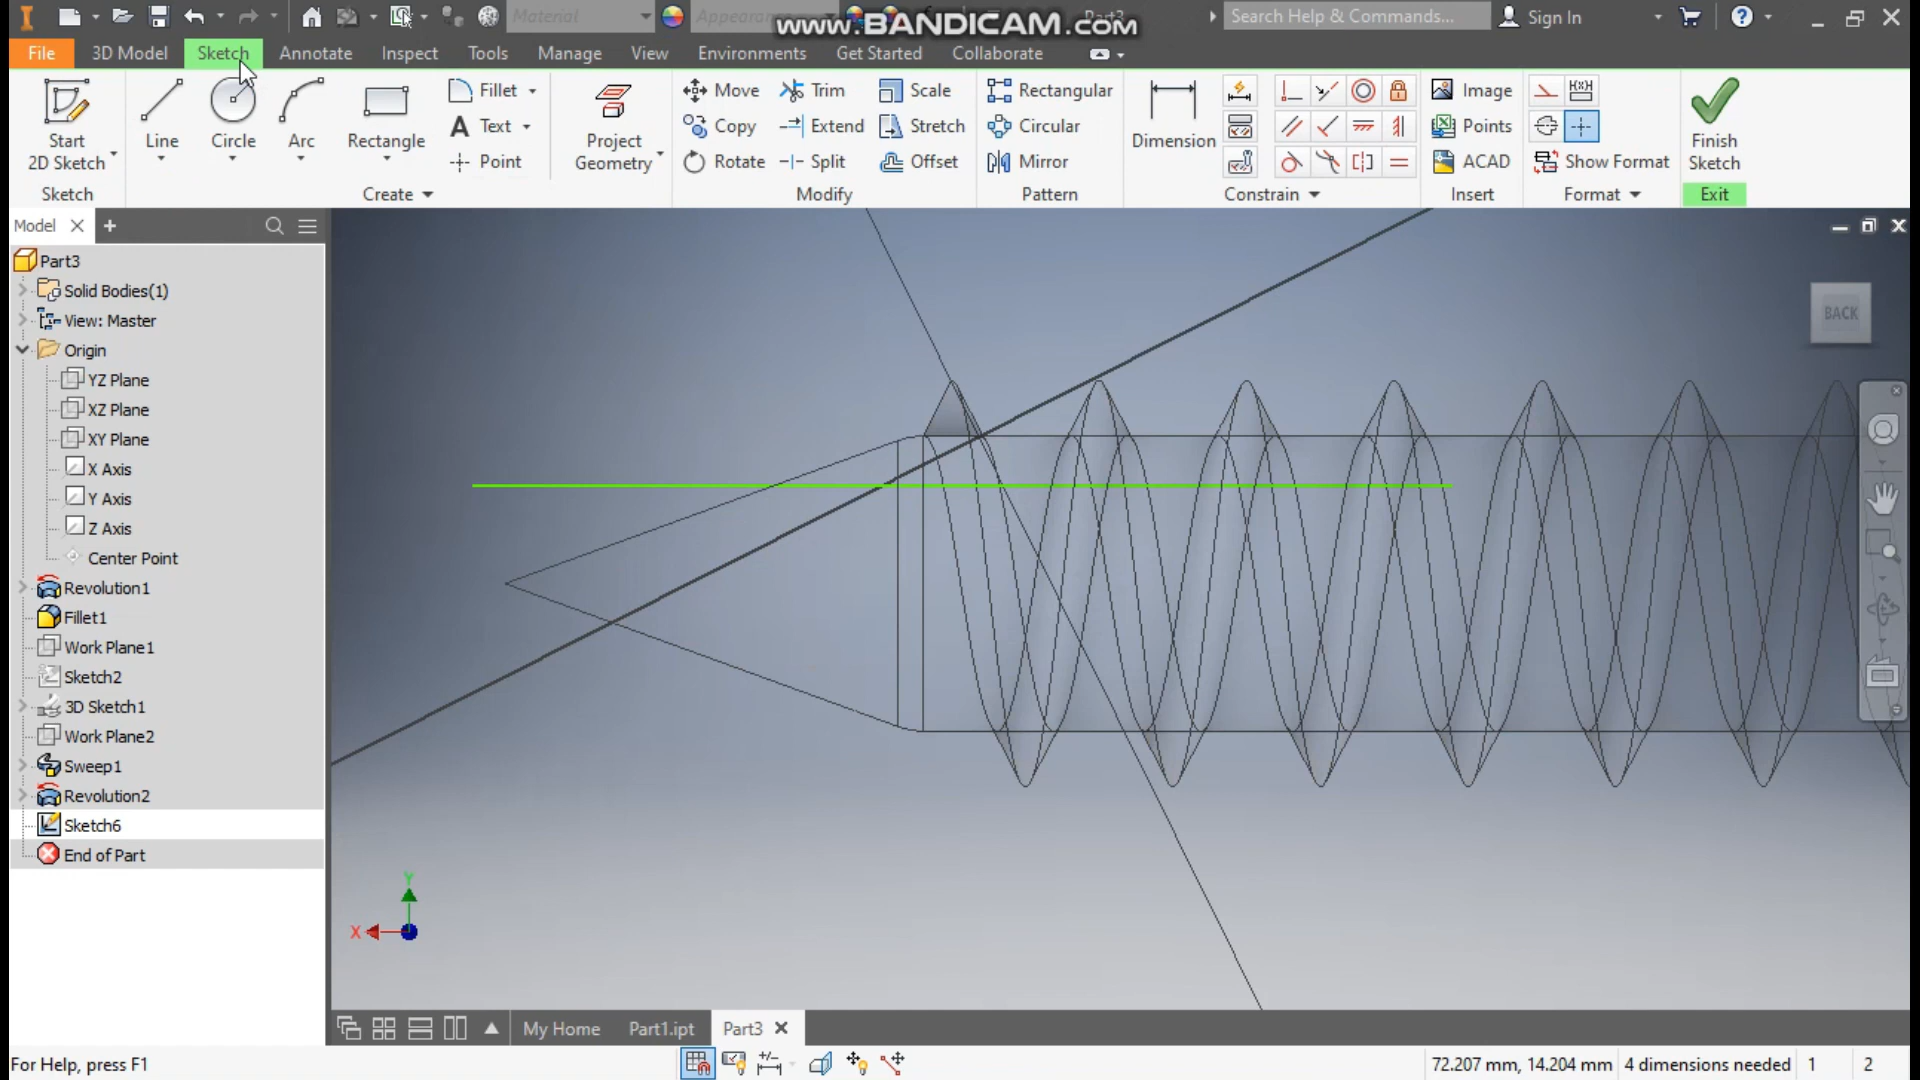 Material
Appearance
www.BANDICAM.com
Part3
Search Help & Commands...
Sign In
File
3D Model
Sketch
Annotate
Inspect
Tools
Manage
View
Environments
Get Started
Collaborate
Start
2D Sketch
Line
Circle
Arc
Rectangle
Fillet
Text
Point
Project
Geometry
Move
Copy
Rotate
Trim
Extend
Split
Scale
Stretch
Offset
Rectangular
Circular
Mirror
Dimension
Image
Points
ACAD
Show Format
Finish
Sketch
Sketch
Create
Modify
Pattern
Constrain
Insert
Format
Exit
Model
Part3
Solid Bodies(1)
View: Master
Origin
YZ Plane
XZ Plane
XY Plane
X Axis
Y Axis
Z Axis
Center Point
Revolution1
Fillet1
Work Plane1
Sketch2
3D Sketch1
Work Plane2
Sweep1
Revolution2
Sketch6
End of Part
BACK
Y
X
My Home
Part1.ipt
Part3
For Help, press F1
72.207 mm, 14.204 mm
4 dimensions needed
1
2